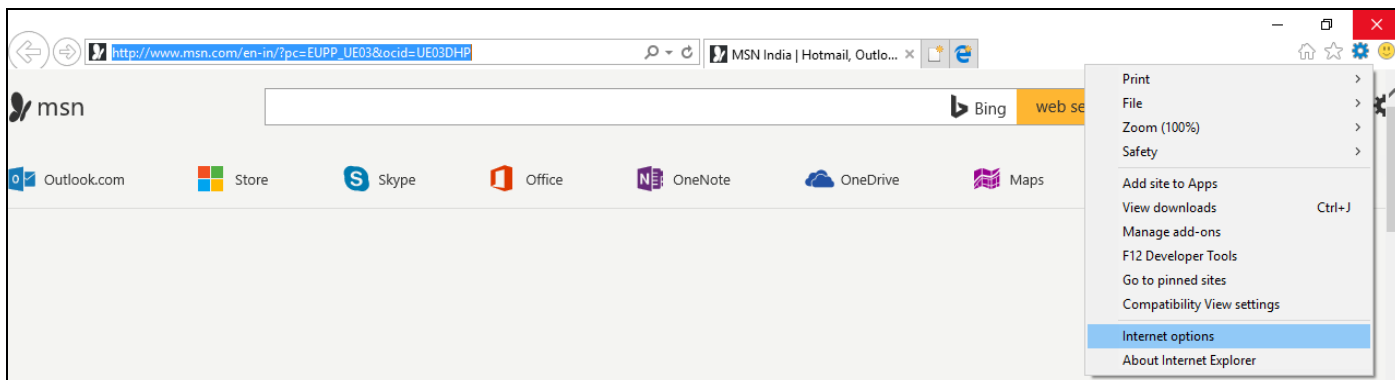 http://www.msn.com/en-in/?pc=EUPP_UE03&ocid=UE03DHP
MSN India | Hotmail, Outlo...
msn
Bing
web se
Outlook.com
Store
Skype
Office
OneNote
OneDrive
Maps
Print
File
Zoom (100%)
Safety
Add site to Apps
View downloads Ctrl+J
Manage add-ons
F12 Developer Tools
Go to pinned sites
Compatibility View settings
Internet options
About Internet Explorer